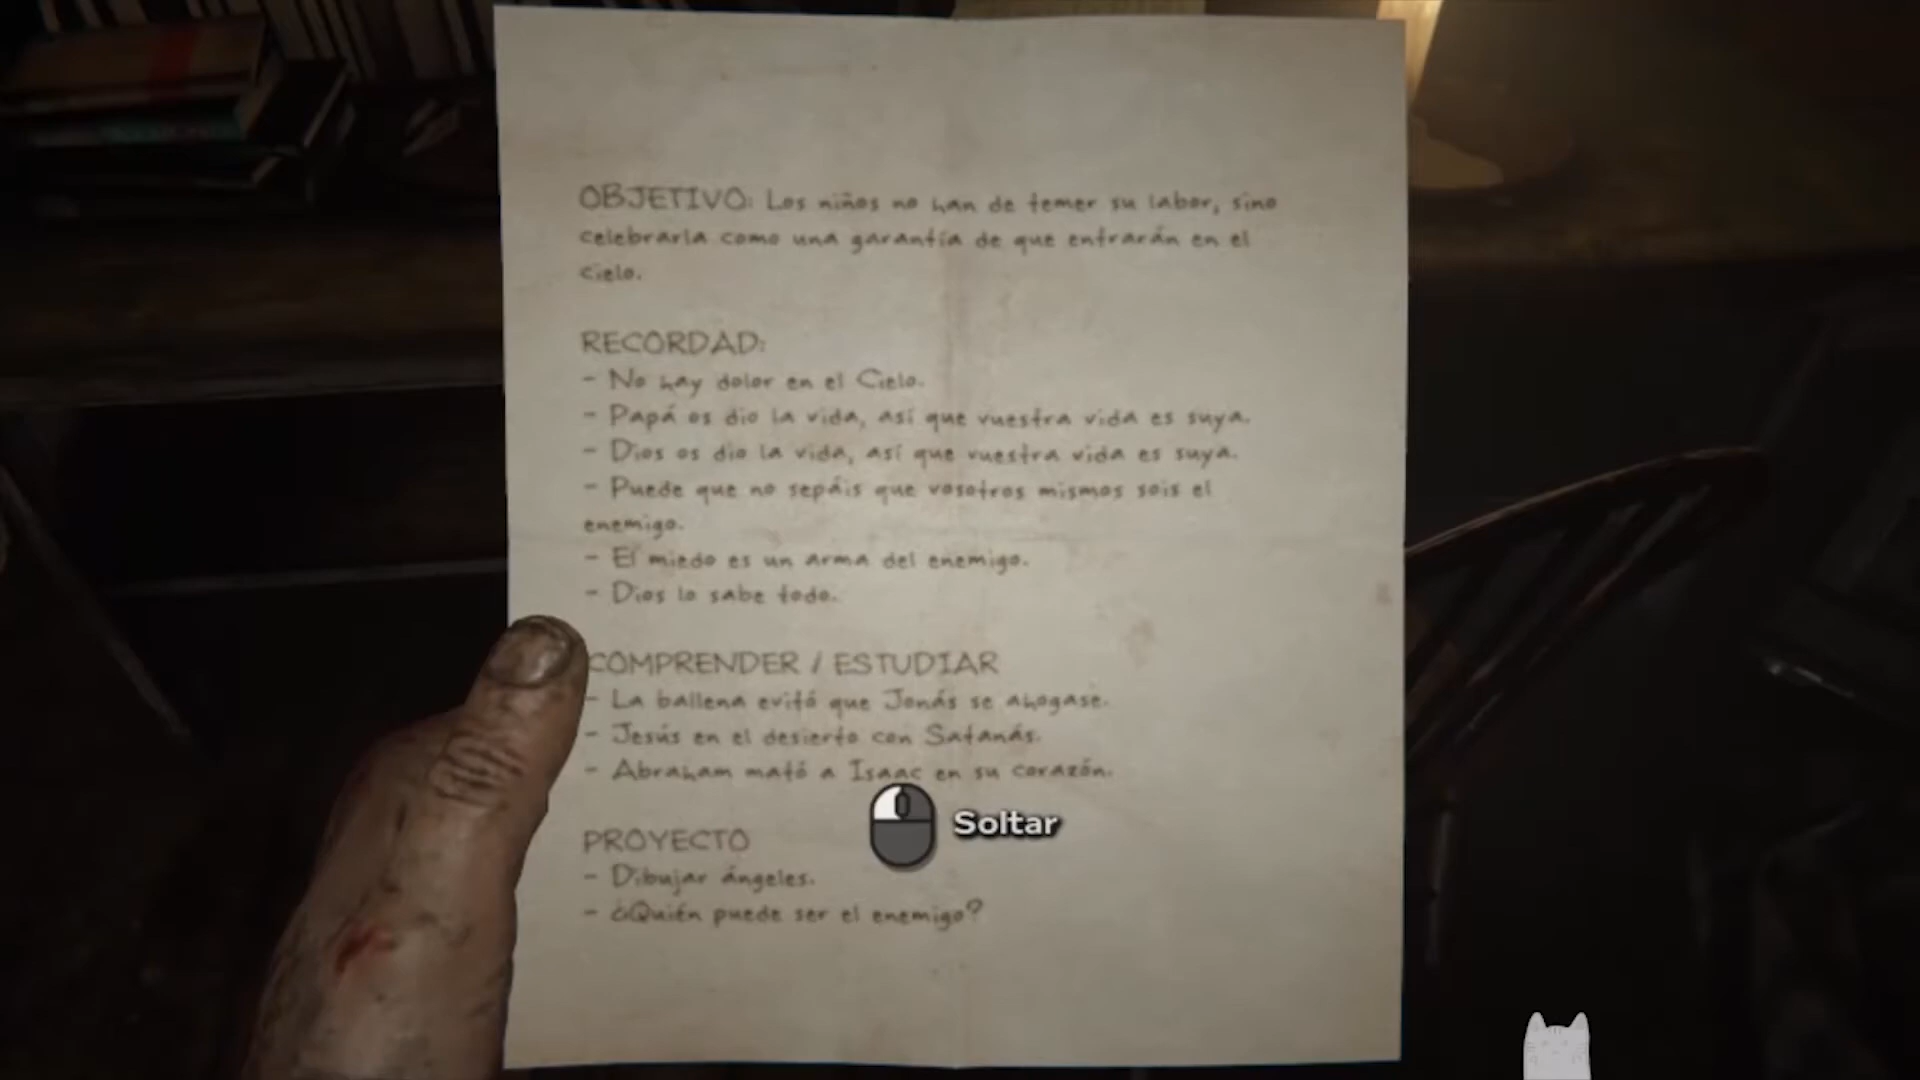 OBJETIVO: Los niños no han de temer su labor, sino
celebrarla como una garantía de que entrarán en el
cielo.
RECORDAD:
- No hay dolor en el Cielo.
- Papá os dio la vida, así que vuestra vida es suya.
- Dios os dio la vida, así que vuestra vida es suya.
- Puede que no sepáis que vosotros mismos sois el
enemigo.
- El miedo es un arma del enemigo.
- Dios lo sabe todo.
COMPRENDER / ESTUDIAR
- La ballena evitó que Jonás se ahogase.
- Jesús en el desierto con Satanás.
- Abraham mató a Isaac en su corazón.
Soltar
PROYECTO
- Dibujar ángeles.
- ¿Quién puede ser el enemigo?